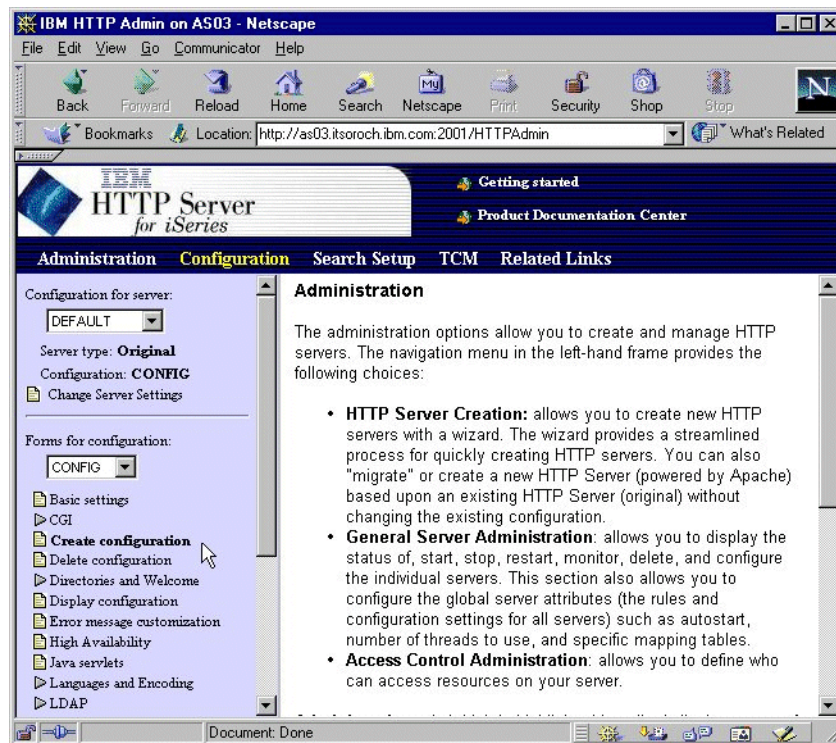 IBM HTTP Admin on AS03 - Netscape
File Edit View Go Communicator Help
Back Forward Reload Home Search Netscape Print Security Shop Stop
N
Bookmarks Location: http://as03.itsoroch.ibm.com:2001/HTTPAdmin What's Related
IBM
HTTP Server
for iSeries
Getting started
Product Documentation Center
Administration Configuration Search Setup TCM Related Links
Configuration for server:
DEFAULT
Server type: Original
Configuration: CONFIG
Change Server Settings
Forms for configuration:
CONFIG
Basic settings
CGI
Create configuration
Delete configuration
Directories and Welcome
Display configuration
Error message customization
High Availability
Java servlets
Languages and Encoding
LDAP
Administration
The administration options allow you to create and manage HTTP
servers. The navigation menu in the left-hand frame provides the
following choices:
• HTTP Server Creation: allows you to create new HTTP
servers with a wizard. The wizard provides a streamlined
process for quickly creating HTTP servers. You can also
"migrate" or create a new HTTP Server (powered by Apache)
based upon an existing HTTP Server (original) without
changing the existing configuration.
• General Server Administration: allows you to display the
status of, start, stop, restart, monitor, delete, and configure
the individual servers. This section also allows you to
configure the global server attributes (the rules and
configuration settings for all servers) such as autostart,
number of threads to use, and specific mapping tables.
• Access Control Administration: allows you to define who
can access resources on your server.
Document: Done